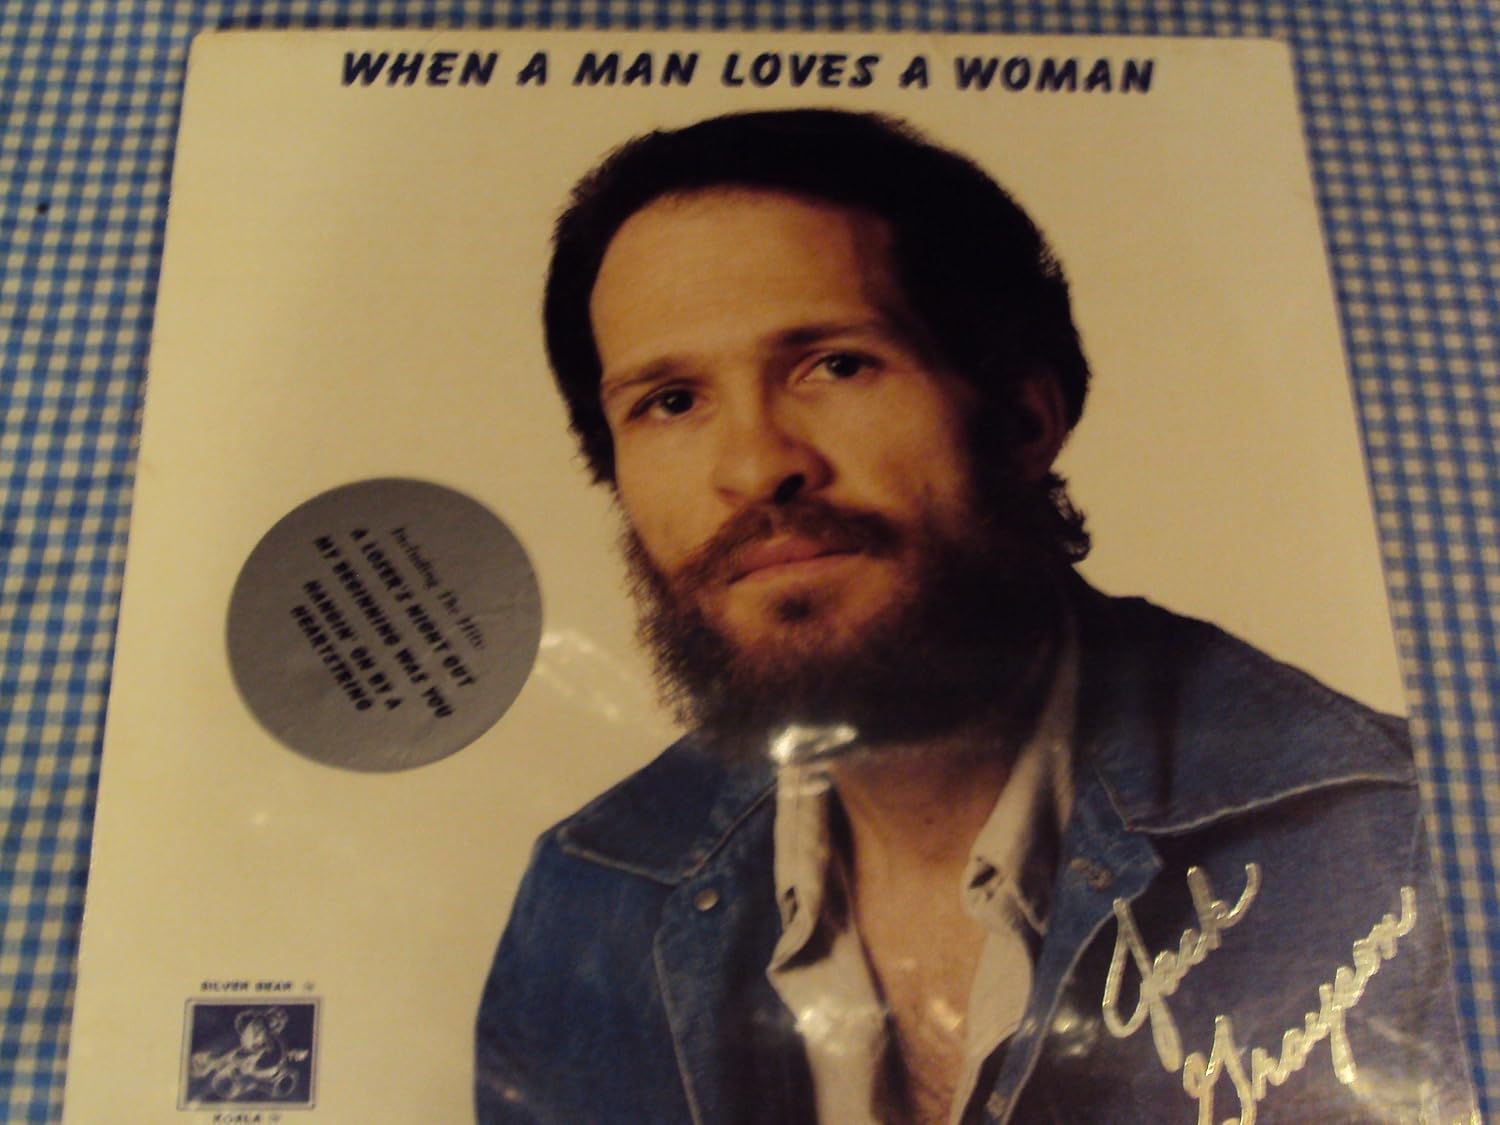 WHEN A MAN LOVES A WOMAN
Including The Hits:
A LOSER'S NIGHT OUT
MY BEGINNING WAS YOU
HANGIN' ON BY A
HEARTSTRING
Jack
Grayson
SILVER BEAR
TM
KOALA